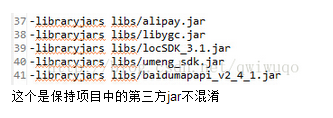 37 -libraryjars libs/alipay.jar
38 -libraryjars libs/libygc.jar
39 -libraryjars libs/locSDK_3.1.jar
40 -libraryjars libs/umeng_sdk.jar
41 -libraryjars libs/baidumapapi_v2_4_1.jar
这个是保持项目中的第三方jar不混淆